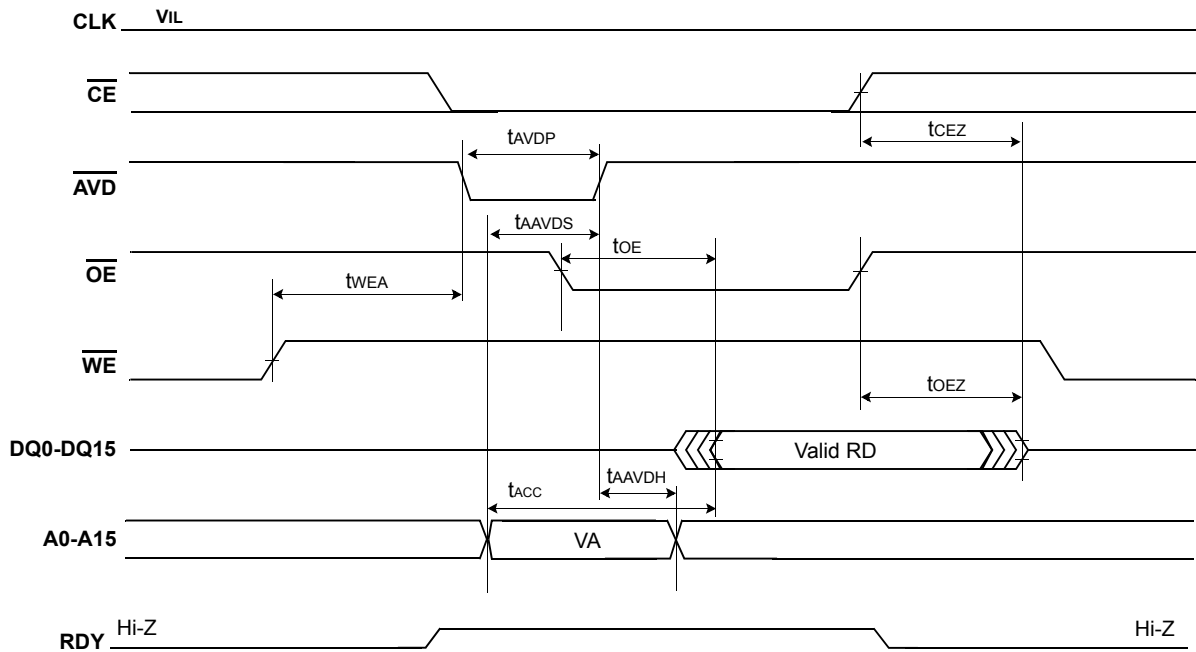 CLK VIL
CE
tCEZ
tAVDP
AVD
tAAVDS
tOE
OE
tWEA
WE
tOEZ
DQ0-DQ15 Valid RD
tAAVDH
tACC
A0-A15 VA
Hi-Z Hi-Z
RDY